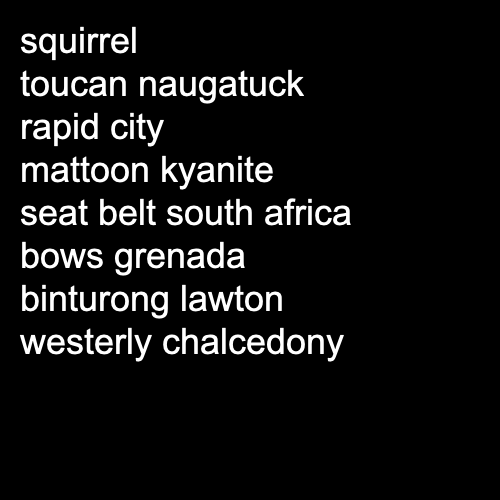 squirrel
toucan naugatuck
rapid city
mattoon kyanite
seat belt south africa
bows grenada
binturong lawton
westerly chalcedony